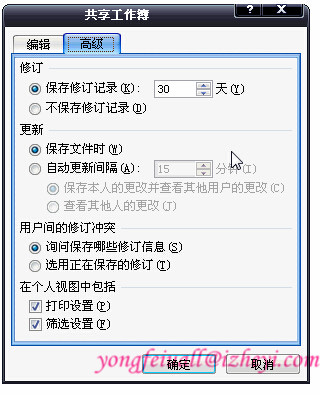 共享工作簿
编辑 高级
修订
保存修订记录(K): 30 天(Y)
不保存修订记录(D)
更新
保存文件时(W)
自动更新间隔(A): 15 分钟(I)
保存本人的更改并查看其他用户的更改(C)
查看其他人的更改(J)
用户间的修订冲突
询问保存哪些修订信息(S)
选用正在保存的修订(T)
在个人视图中包括
打印设置(P)
筛选设置(F)
确定 取消